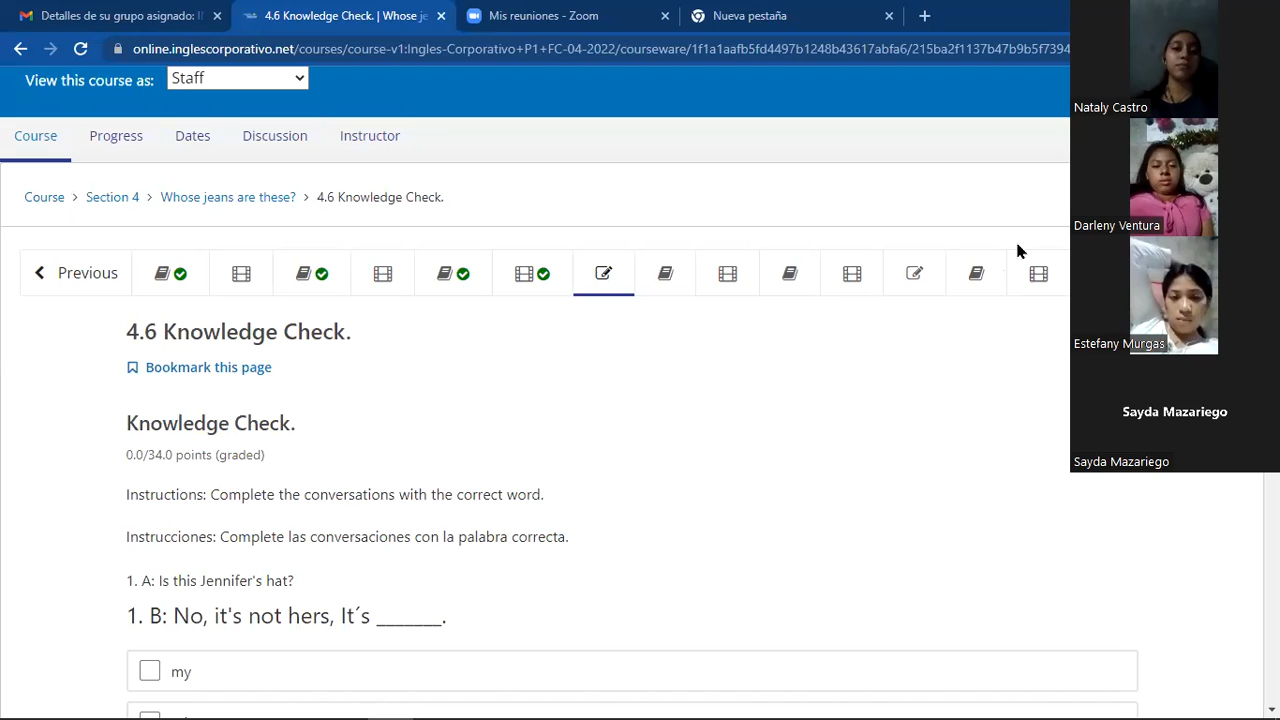 Detalles de su grupo asignado: I
4.6 Knowledge Check. | Whose je
Mis reuniones - Zoom
Nueva pestaña
online.inglescorporativo.net/courses/course-v1:Ingles-Corporativo+P1+FC-04-2022/courseware/1f1a1aafb5fd4497b1248b43617abfa6/215ba2f1137b47b9b5f7394
View this course as:
Staff
Course
Progress
Dates
Discussion
Instructor
Course > Section 4 > Whose jeans are these? > 4.6 Knowledge Check.
Previous
4.6 Knowledge Check.
Bookmark this page
Knowledge Check.
0.0/34.0 points (graded)
Instructions: Complete the conversations with the correct word.
Instrucciones: Complete las conversaciones con la palabra correcta.
1. A: Is this Jennifer's hat?
1. B: No, it's not hers, It´s _______.
my
Nataly Castro
Darleny Ventura
Estefany Murgas
Sayda Mazariego
Sayda Mazariego